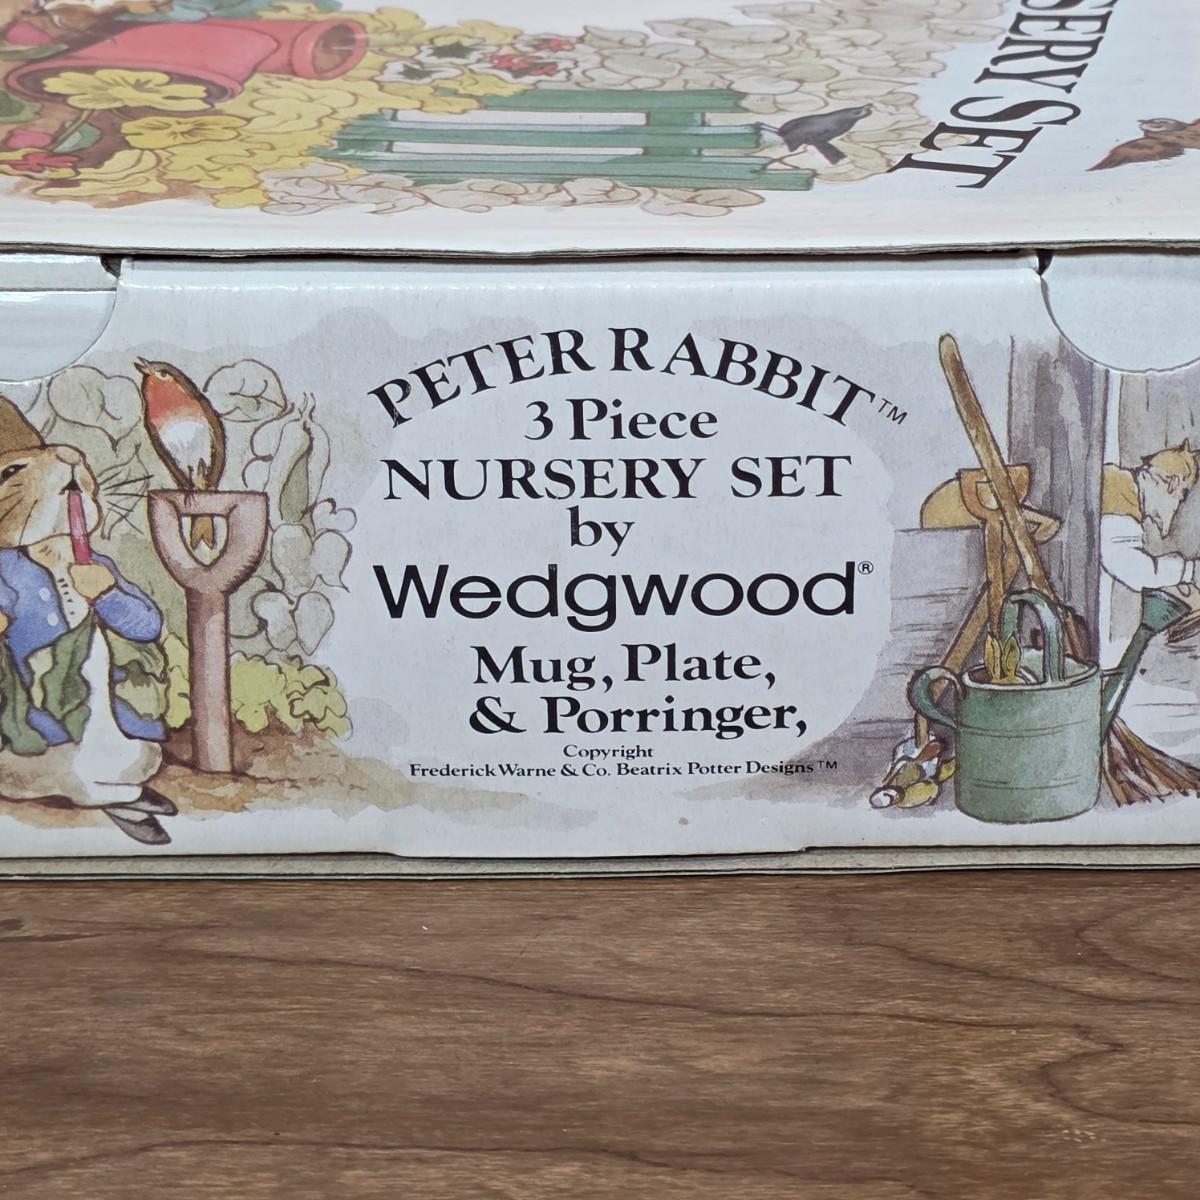 SERY SET
PETER RABBIT™
3 Piece
NURSERY SET
by
Wedgwood®
Mug, Plate,
& Porringer,
Copyright
Frederick Warne & Co. Beatrix Potter Designs™